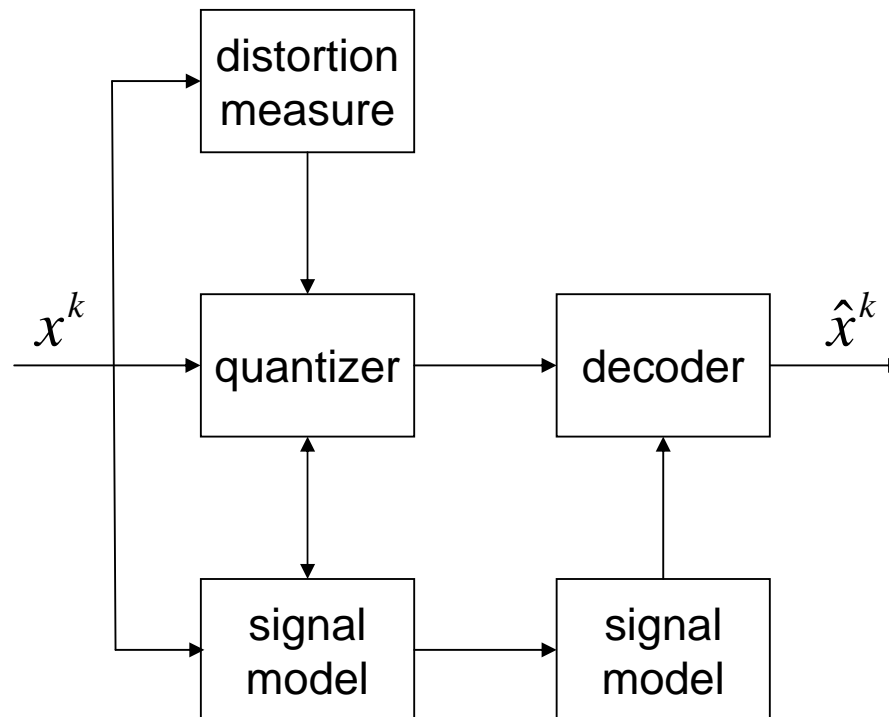 distortion
measure
x^k
quantizer
decoder
x̂^k
signal
model
signal
model